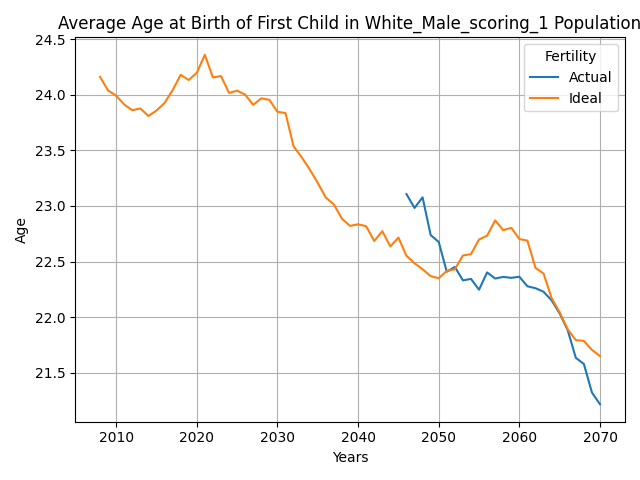 Average Age at Birth of First Child in White_Male_scoring_1 Population
24.5
24.0
23.5
23.0
22.5
22.0
21.5
Age
Fertility
Actual
Ideal
2010 2020 2030 2040 2050 2060 2070
Years